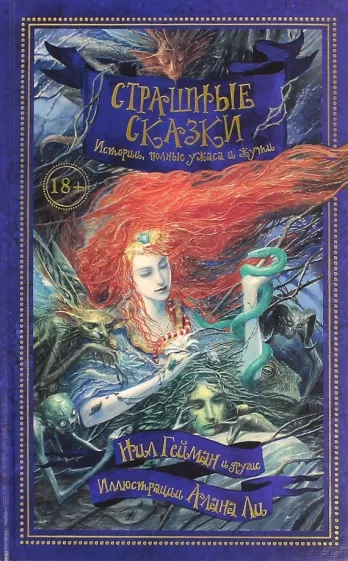 СТРАШНЫЕ
СКАЗКИ
Истории, полные ужаса и жути
18+
Нил Гейман и другие
Иллюстрации Алана Ли